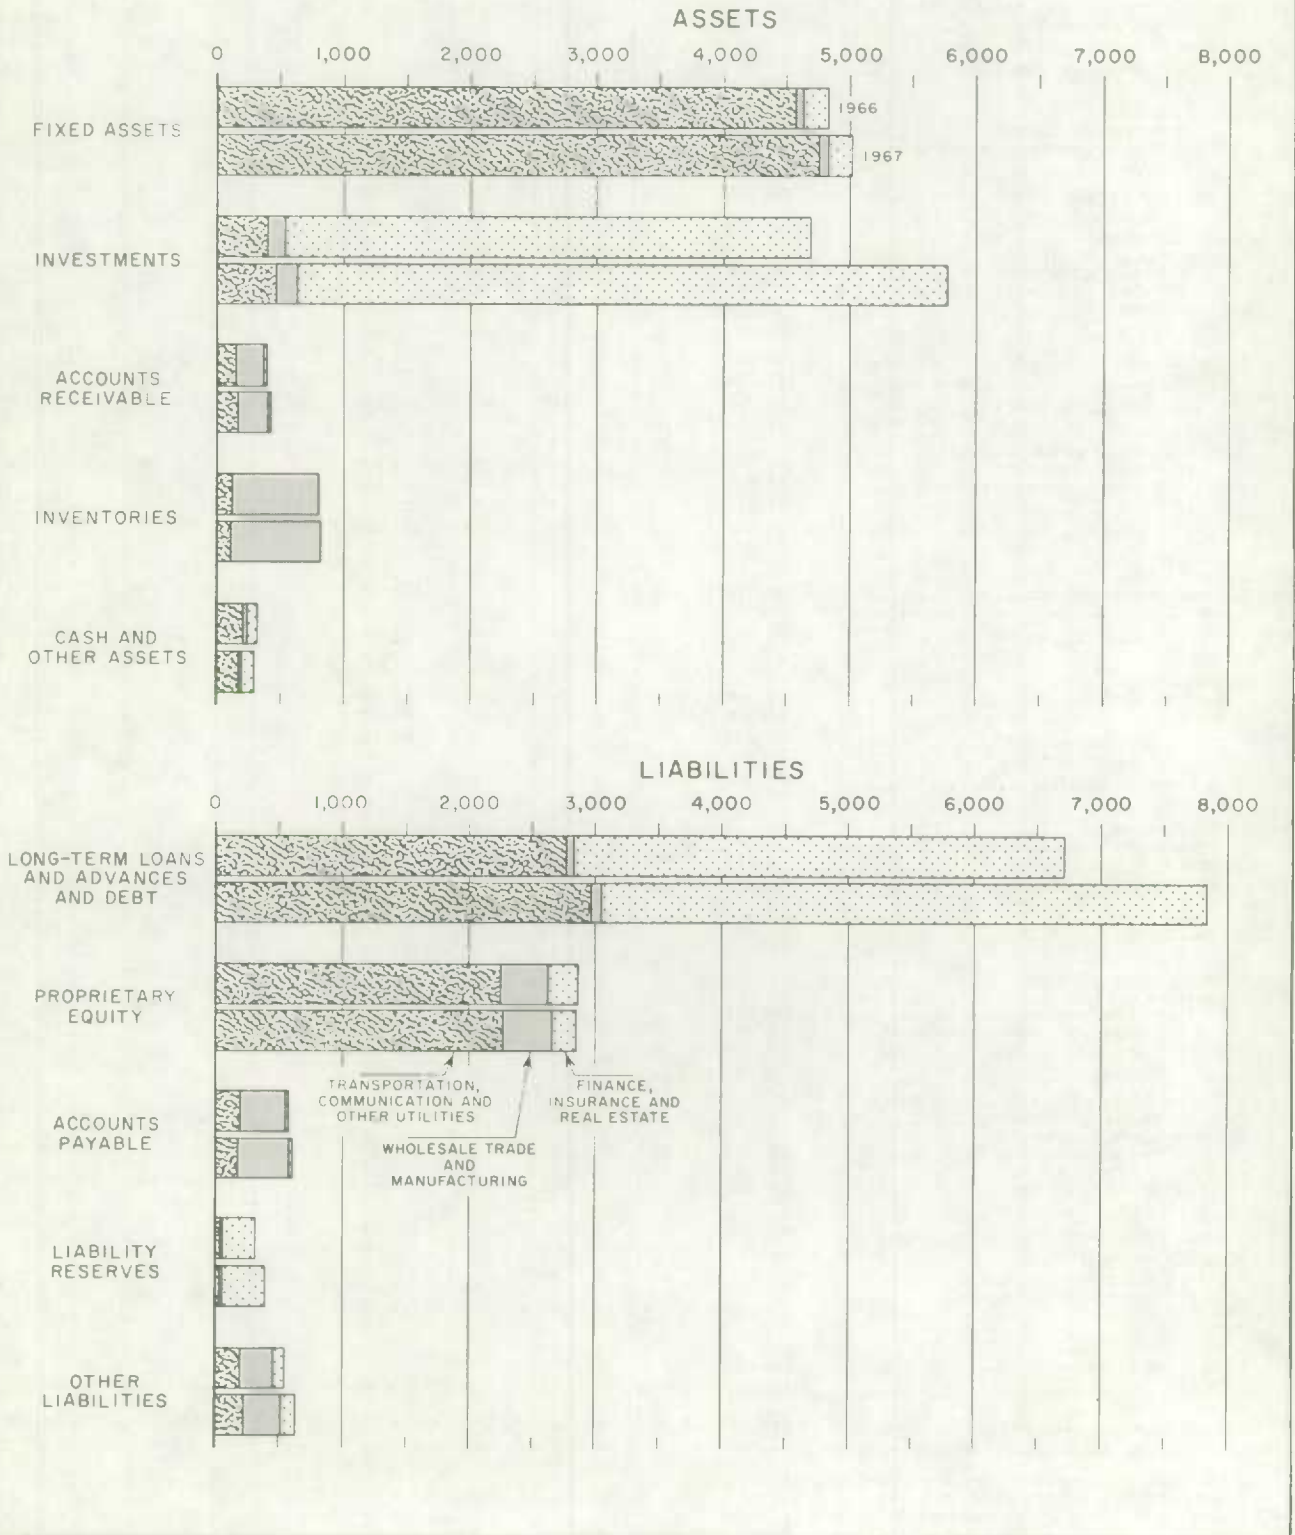 ASSETS
0 1,000 2,000 3,000 4,000 5,000 6,000 7,000 8,000
1966
FIXED ASSETS
1967
INVESTMENTS
ACCOUNTS
RECEIVABLE
INVENTORIES
CASH AND
OTHER ASSETS
LIABILITIES
0 1,000 2,000 3,000 4,000 5,000 6,000 7,000 8,000
LONG-TERM LOANS
AND ADVANCES
AND DEBT
PROPRIETARY
EQUITY
TRANSPORTATION,
COMMUNICATION AND
OTHER UTILITIES
FINANCE,
INSURANCE AND
REAL ESTATE
WHOLESALE TRADE
AND
MANUFACTURING
ACCOUNTS
PAYABLE
LIABILITY
RESERVES
OTHER
LIABILITIES